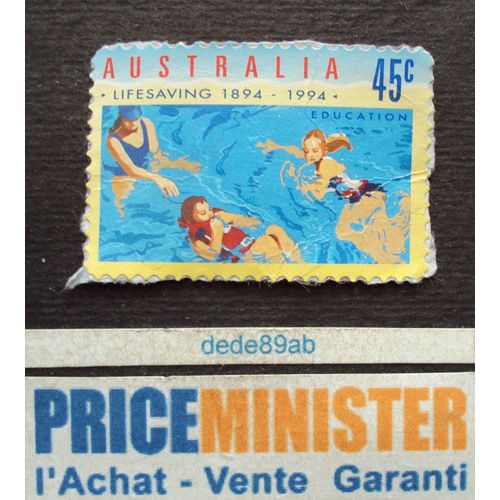 AUSTRALIA 45c
• LIFESAVING 1894 - 1994 •
EDUCATION
dede89ab
PRICEMINISTER
l'Achat - Vente Garanti